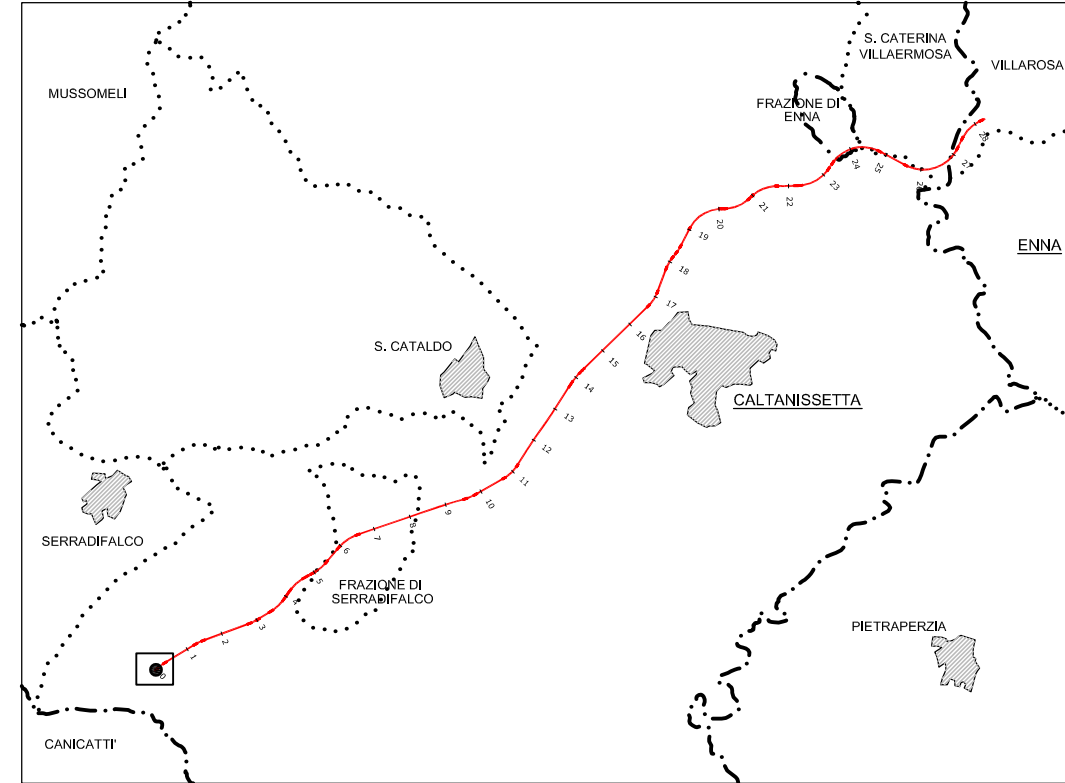 S. CATERINA
VILLAERMOSA
VILLAROSA
MUSSOMELI
FRAZIONE DI
ENNA
28
27
26
25
24
23
22
21
20
19
18
17
16
15
14
13
12
11
10
9
8
7
6
5
4
3
2
1
0
ENNA
S. CATALDO
CALTANISSETTA
SERRADIFALCO
FRAZIONE DI
SERRADIFALCO
PIETRAPERZIA
CANICATTI'